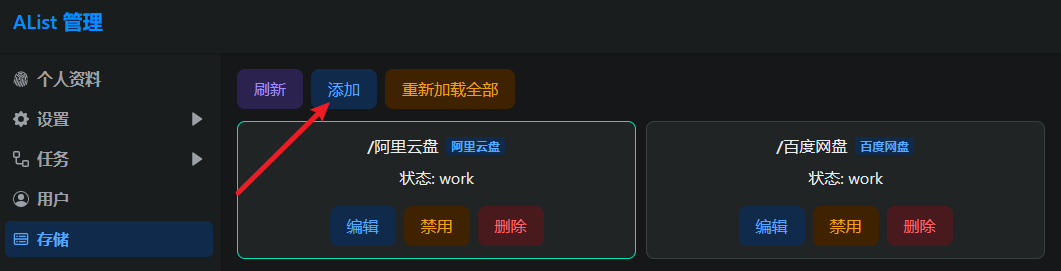 AList 管理
个人资料
设置
任务
用户
存储
刷新 添加 重新加载全部
/阿里云盘 阿里云盘
状态: work
编辑 禁用 删除
/百度网盘 百度网盘
状态: work
编辑 禁用 删除